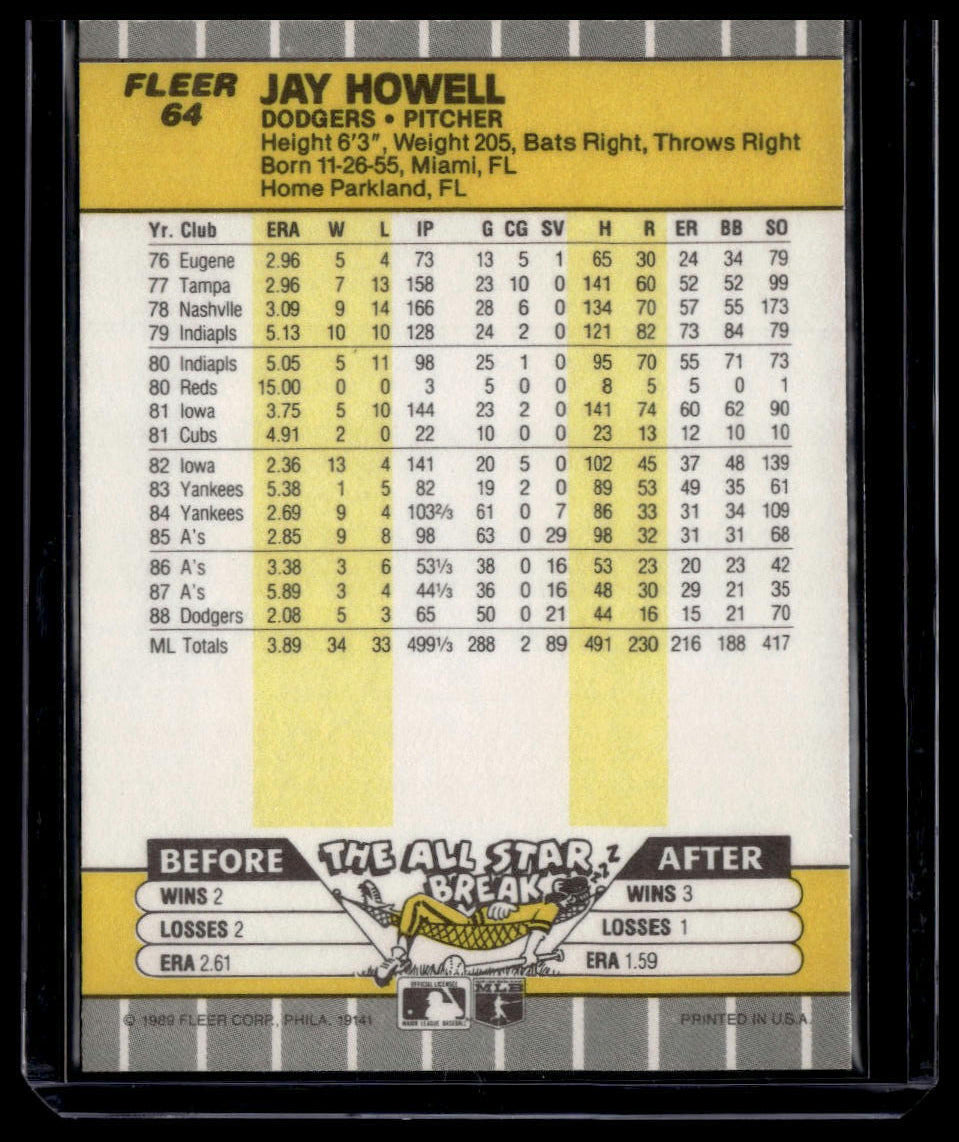 FLEER
64
JAY HOWELL
DODGERS • PITCHER
Height 6'3", Weight 205, Bats Right, Throws Right
Born 11-26-55, Miami, FL
Home Parkland, FL
Yr. Club ERA W L IP G CG SV H R ER BB SO
76 Eugene 2.96 5 4 73 13 5 1 65 30 24 34 79
77 Tampa 2.96 7 13 158 23 10 0 141 60 52 52 99
78 Nashvlle 3.09 9 14 166 28 6 0 134 70 57 55 173
79 Indiapls 5.13 10 10 128 24 2 0 121 82 73 84 79
80 Indiapls 5.05 5 11 98 25 1 0 95 70 55 71 73
80 Reds 15.00 0 0 3 5 0 0 8 5 5 0 1
81 Iowa 3.75 5 10 144 23 2 0 141 74 60 62 90
81 Cubs 4.91 2 0 22 10 0 0 23 13 12 10 10
82 Iowa 2.36 13 4 141 20 5 0 102 45 37 48 139
83 Yankees 5.38 1 5 82 19 2 0 89 53 49 35 61
84 Yankees 2.69 9 4 103⅔ 61 0 7 86 33 31 34 109
85 A's 2.85 9 8 98 63 0 29 98 32 31 31 68
86 A's 3.38 3 6 53⅓ 38 0 16 53 23 20 23 42
87 A's 5.89 3 4 44⅓ 36 0 16 48 30 29 21 35
88 Dodgers 2.08 5 3 65 50 0 21 44 16 15 21 70
ML Totals 3.89 34 33 499⅓ 288 2 89 491 230 216 188 417
BEFORE
WINS 2
LOSSES 2
ERA 2.61
THE ALL STAR
BREAK
ZZZ
AFTER
WINS 3
LOSSES 1
ERA 1.59
OFFICIAL LICENSEE
MAJOR LEAGUE BASEBALL
MLB
© 1989 FLEER CORP., PHILA. 19141
PRINTED IN U.S.A.